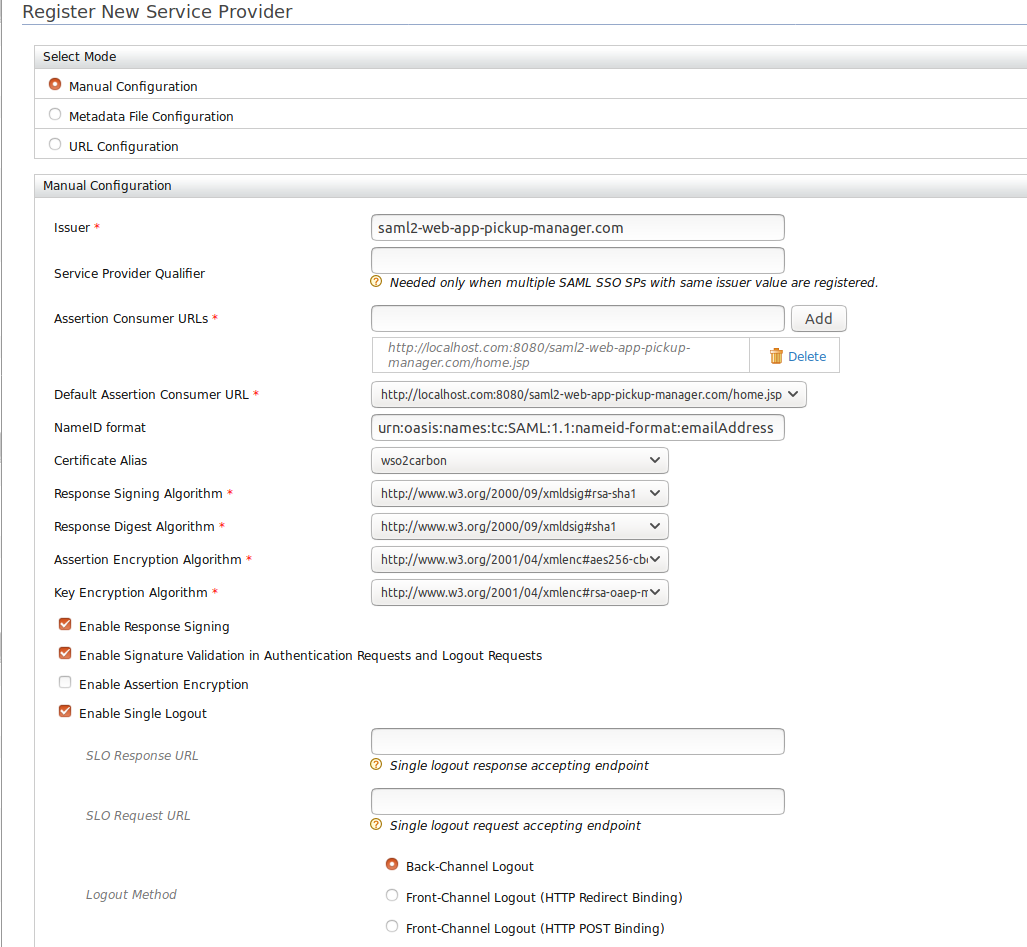 Register New Service Provider
Select Mode
Manual Configuration
Metadata File Configuration
URL Configuration
Manual Configuration
Issuer *
saml2-web-app-pickup-manager.com
Service Provider Qualifier
Needed only when multiple SAML SSO SPs with same issuer value are registered.
Assertion Consumer URLs *
Add
http://localhost.com:8080/saml2-web-app-pickup-
manager.com/home.jsp
Delete
Default Assertion Consumer URL *
http://localhost.com:8080/saml2-web-app-pickup-manager.com/home.jsp
NameID format
urn:oasis:names:tc:SAML:1.1:nameid-format:emailAddress
Certificate Alias
wso2carbon
Response Signing Algorithm *
http://www.w3.org/2000/09/xmldsig#rsa-sha1
Response Digest Algorithm *
http://www.w3.org/2000/09/xmldsig#sha1
Assertion Encryption Algorithm *
http://www.w3.org/2001/04/xmlenc#aes256-cb
Key Encryption Algorithm *
http://www.w3.org/2001/04/xmlenc#rsa-oaep-m
Enable Response Signing
Enable Signature Validation in Authentication Requests and Logout Requests
Enable Assertion Encryption
Enable Single Logout
SLO Response URL
Single logout response accepting endpoint
SLO Request URL
Single logout request accepting endpoint
Logout Method
Back-Channel Logout
Front-Channel Logout (HTTP Redirect Binding)
Front-Channel Logout (HTTP POST Binding)